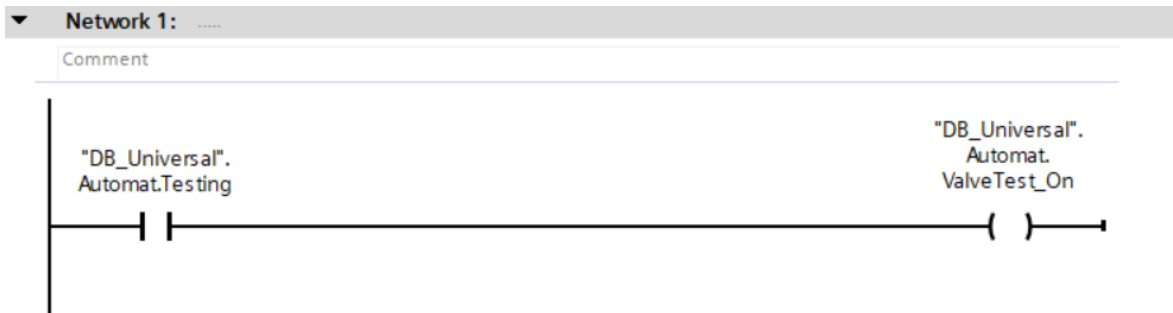 Network 1: .....
Comment
"DB_Universal".
Automat.Testing
"DB_Universal".
Automat.
ValveTest_On